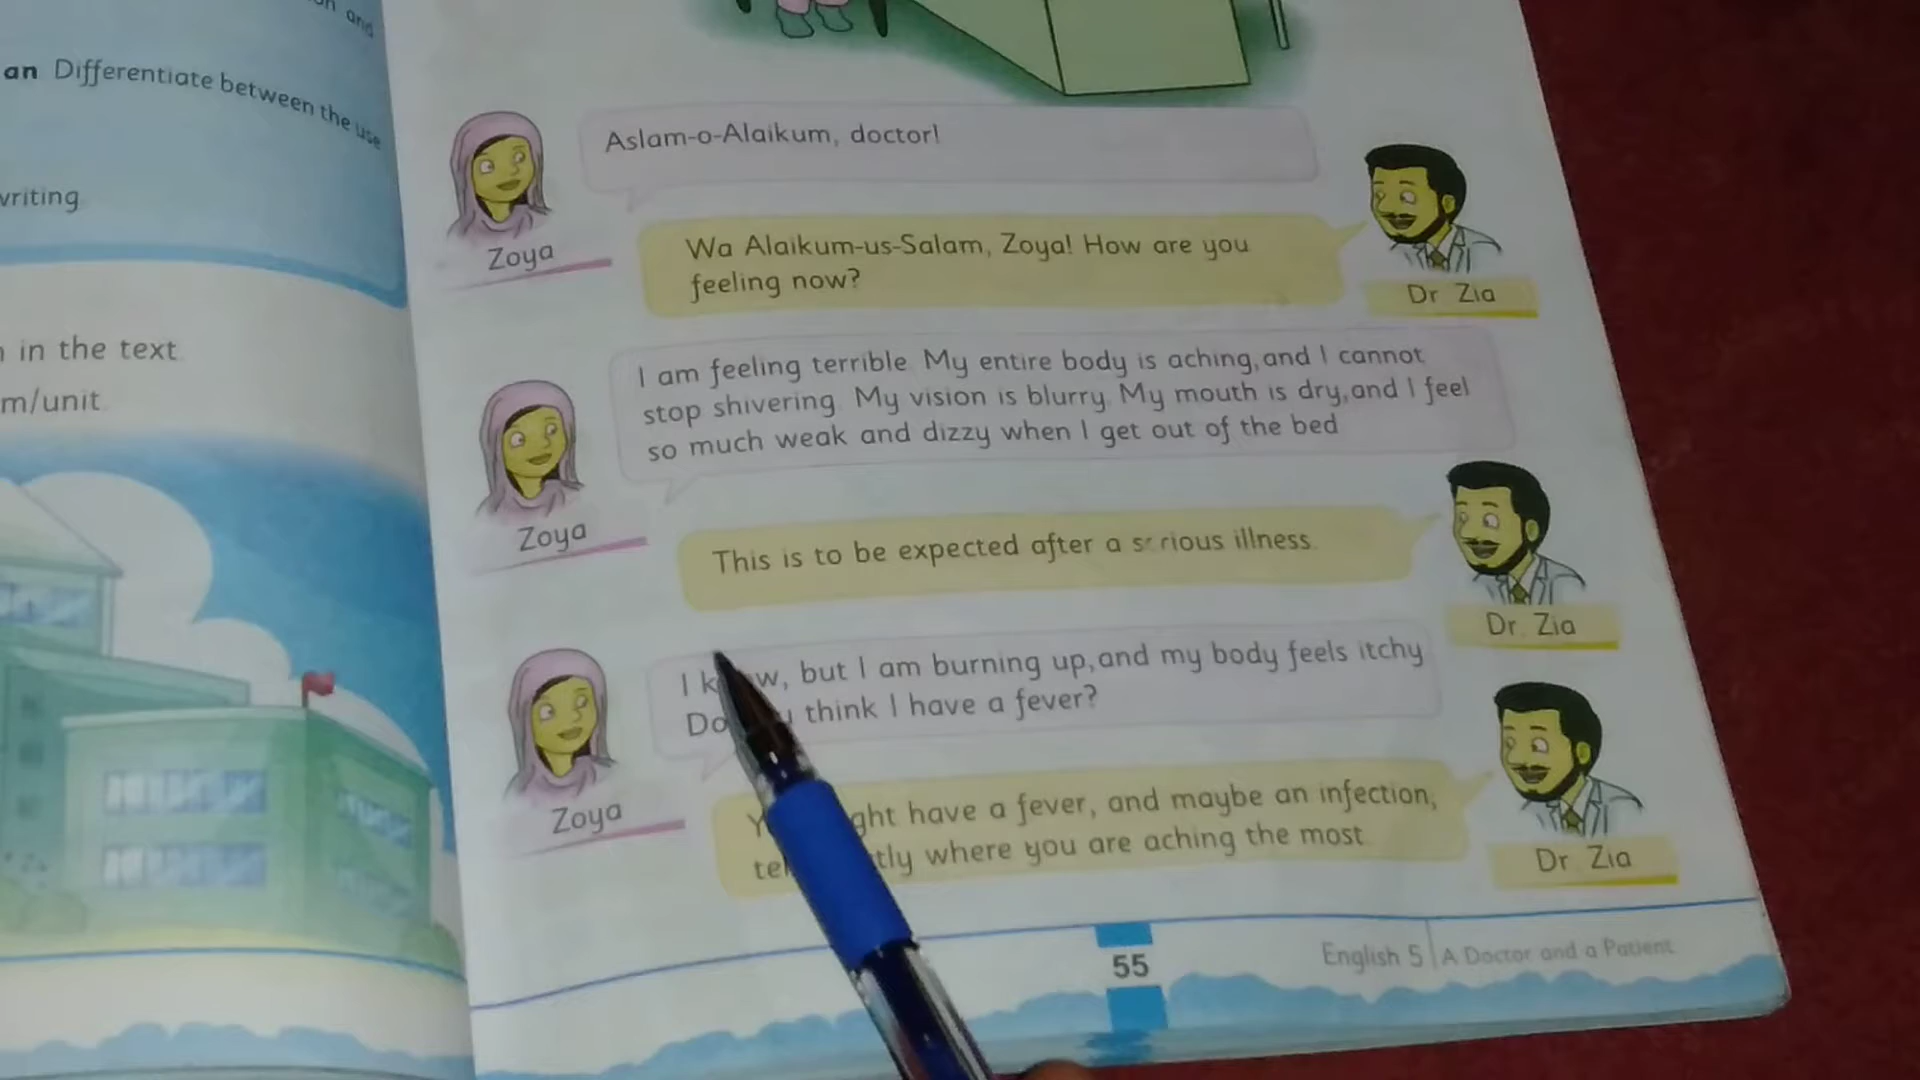 an Differentiate between the use
writing
in the text
m/unit
Aslam-o-Alaikum, doctor!
Zoya
Wa Alaikum-us-Salam, Zoya! How are you
feeling now?
Dr Zia
I am feeling terrible My entire body is aching, and I cannot
stop shivering. My vision is blurry. My mouth is dry, and I feel
so much weak and dizzy when I get out of the bed
Zoya
This is to be expected after a serious illness.
Dr. Zia
I know, but I am burning up, and my body feels itchy
Do think I have a fever?
Zoya
have a fever, and maybe an infection,
where you are aching the most
Dr Zia
55
English 5 | A Doctor and a Patient